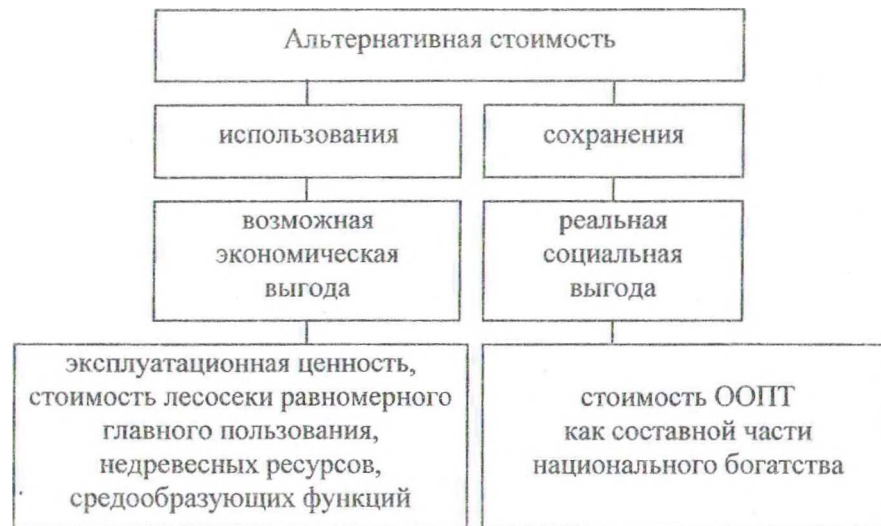 Альтернативная стоимость
использования
сохранения
возможная
экономическая
выгода
реальная
социальная
выгода
эксплуатационная ценность,
стоимость лесосеки равномерного
главного пользования,
недревесных ресурсов,
средообразующих функций
стоимость ООПТ
как составной части
национального богатства